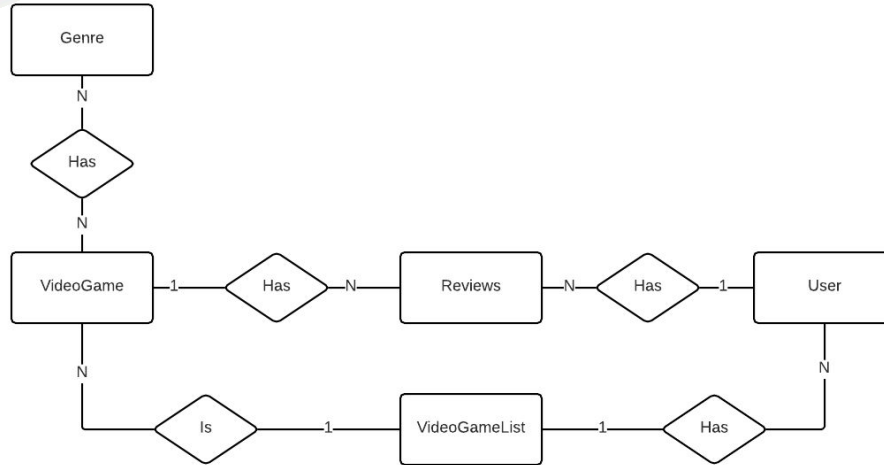 Genre
N
Has
N
VideoGame
1
Has
N
Reviews
N
Has
1
User
N
N
Is
1
VideoGameList
1
Has